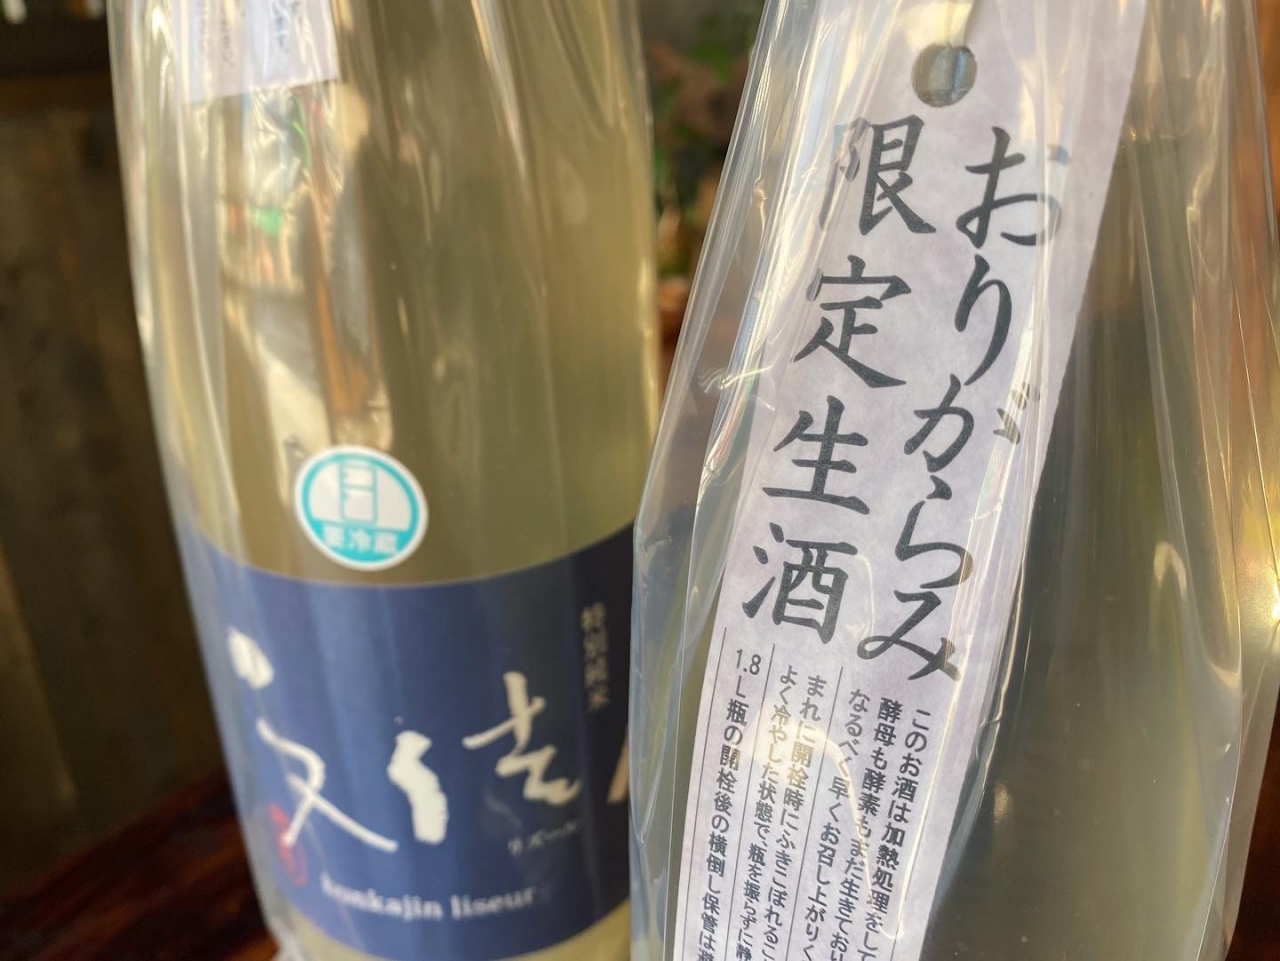 おりがらみ
限定生酒
このお酒は加熱処理をして
酵母も酵素もまだ生きており
なるべく早くお召し上がりく
まれに開栓時にふきこぼれるこ
よく冷やした状態で、瓶を振らずに静
1.8L瓶の開栓後の横倒し保管は避
要冷蔵
特別純米
リズール
bunkajin liseur